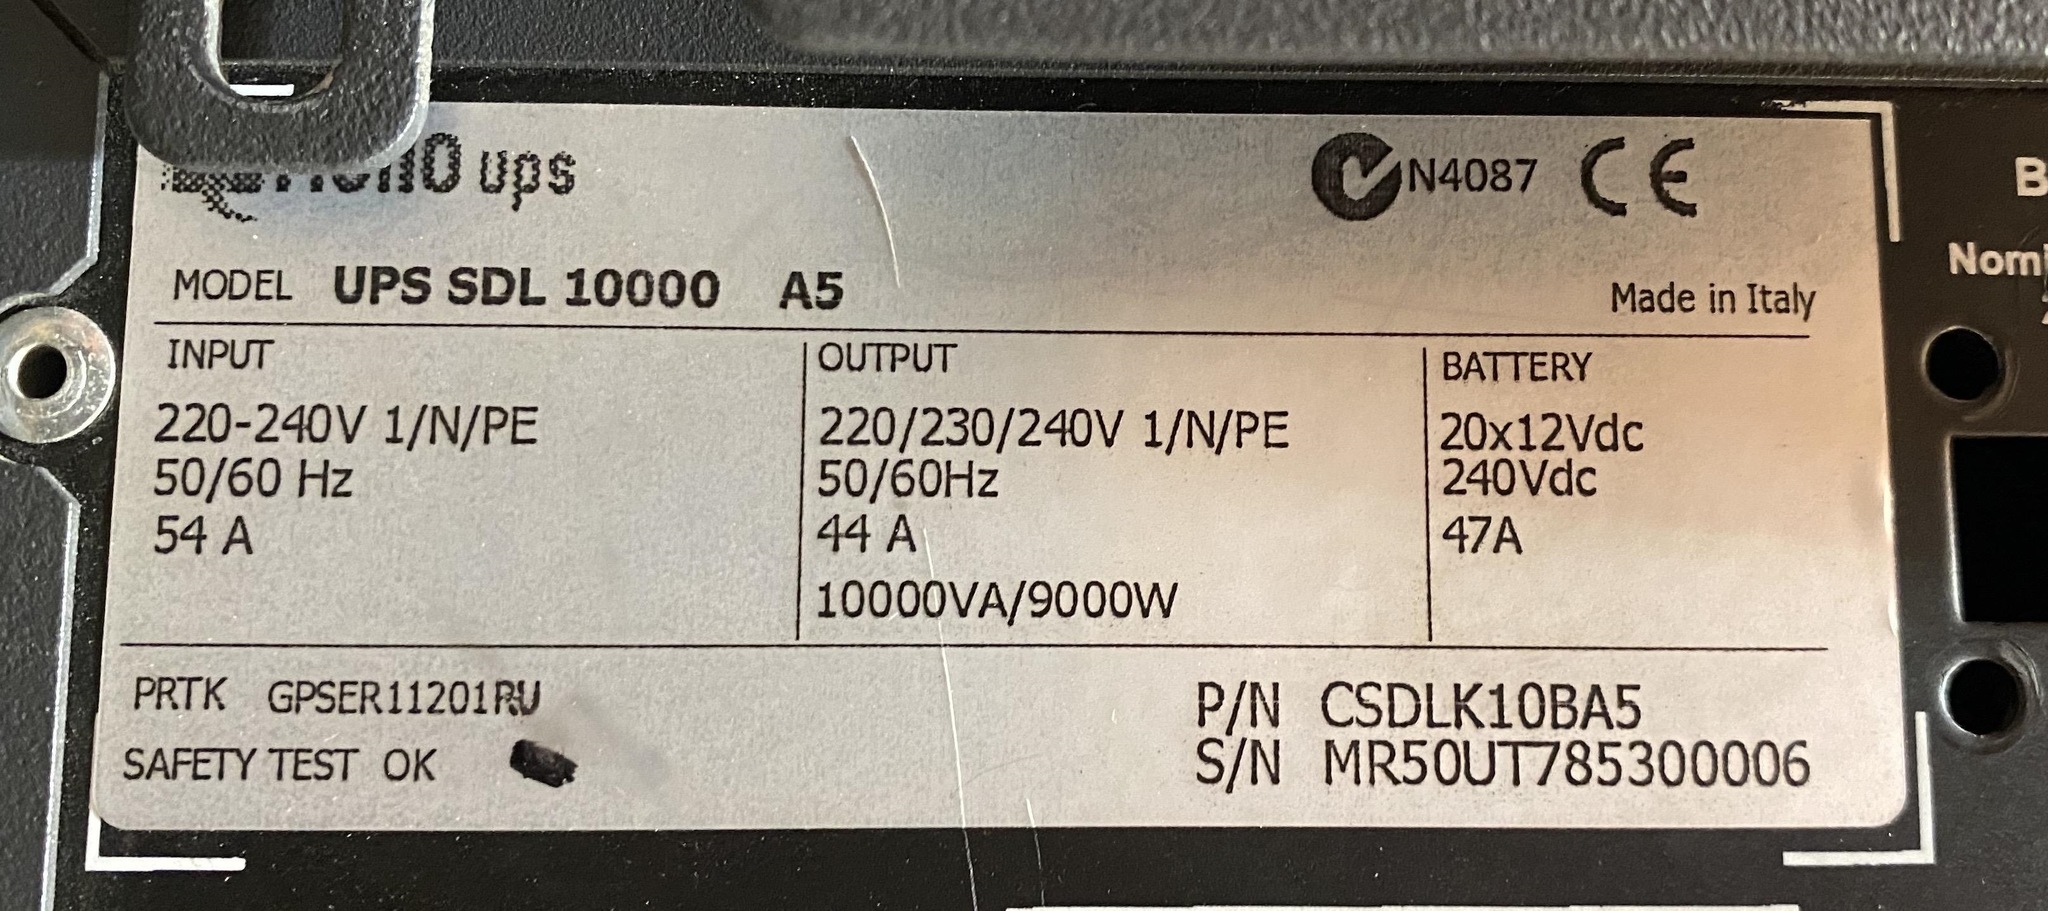 ups
N4087 CE
MODEL UPS SDL 10000 A5
Made in Italy
INPUT
220-240V 1/N/PE
50/60 Hz
54 A
OUTPUT
220/230/240V 1/N/PE
50/60Hz
44 A
10000VA/9000W
BATTERY
20x12Vdc
240Vdc
47A
PRTK GPSER11201RU
SAFETY TEST OK
P/N CSDLK10BA5
S/N MR50UT785300006